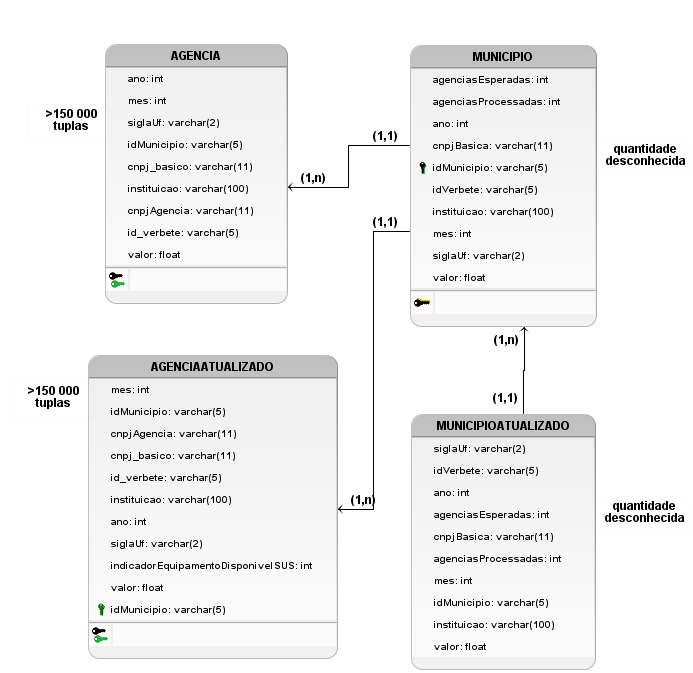 AGENCIA
ano: int
mes: int
siglaUf: varchar(2)
idMunicipio: varchar(5)
cnpj_basico: varchar(11)
instituicao: varchar(100)
cnpjAgencia: varchar(11)
id_verbete: varchar(5)
valor: float
>150 000
tuplas
MUNICIPIO
agenciasEsperadas: int
agenciasProcessadas: int
ano: int
cnpjBasica: varchar(11)
idMunicipio: varchar(5)
idVerbete: varchar(5)
instituicao: varchar(100)
mes: int
siglaUf: varchar(2)
valor: float
quantidade
desconhecida
(1,1)
(1,n)
(1,1)
(1,n)
(1,n)
(1,1)
AGENCIAATUALIZADO
mes: int
idMunicipio: varchar(5)
cnpjAgencia: varchar(11)
cnpj_basico: varchar(11)
id_verbete: varchar(5)
instituicao: varchar(100)
ano: int
siglaUf: varchar(2)
indicadorEquipamentoDisponivelSUS: int
valor: float
idMunicipio: varchar(5)
>150 000
tuplas
MUNICIPIOATUALIZADO
siglaUf: varchar(2)
idVerbete: varchar(5)
ano: int
agenciasEsperadas: int
cnpjBasica: varchar(11)
agenciasProcessadas: int
mes: int
idMunicipio: varchar(5)
instituicao: varchar(100)
valor: float
quantidade
desconhecida